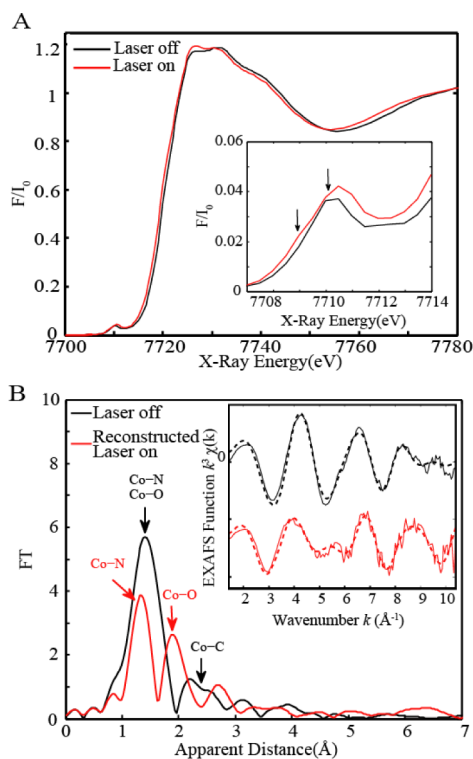 A
Laser off
Laser on
1.2
1
0.8
0.6
0.4
0.2
0
F/I0
7700
7720
7740
7760
7780
X-Ray Energy(eV)
0.06
0.04
0.02
0
F/I0
7708
7710
7712
7714
X-Ray Energy(eV)
B
Laser off
Reconstructed
Laser on
10
8
6
4
2
0
FT
Co−N
Co−O
Co−N
Co−O
Co−C
0
1
2
3
4
5
6
7
Apparent Distance(Å)
EXAFS Function k³ χ(k)
0
2
3
4
5
6
7
8
9
10
Wavenumber k (Å⁻¹)